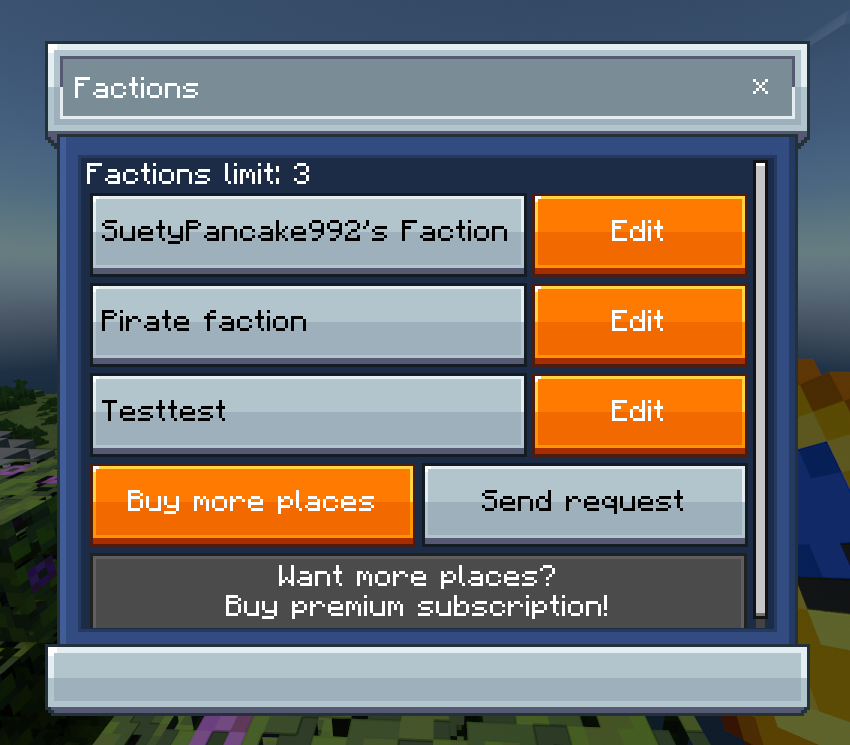 Factions
×
Factions limit: 3
SuetyPancake992's Faction
Edit
Pirate faction
Edit
Testtest
Edit
Buy more places
Send request
Want more places?
Buy premium subscription!